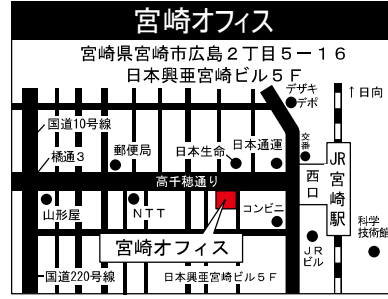 宮崎オフィス
宮崎県宮崎市広島２丁目５－１６
日本興亜宮崎ビル５Ｆ
デザキ
デポ
↑日向
国道10号線
橘通３
郵便局
日本生命
日本通運
交番
JR宮崎駅
西口
高千穂通り
山形屋
NTT
コンビニ
宮崎オフィス
JR
ビル
科学
技術館
国道220号線
日本興亜宮崎ビル５Ｆ